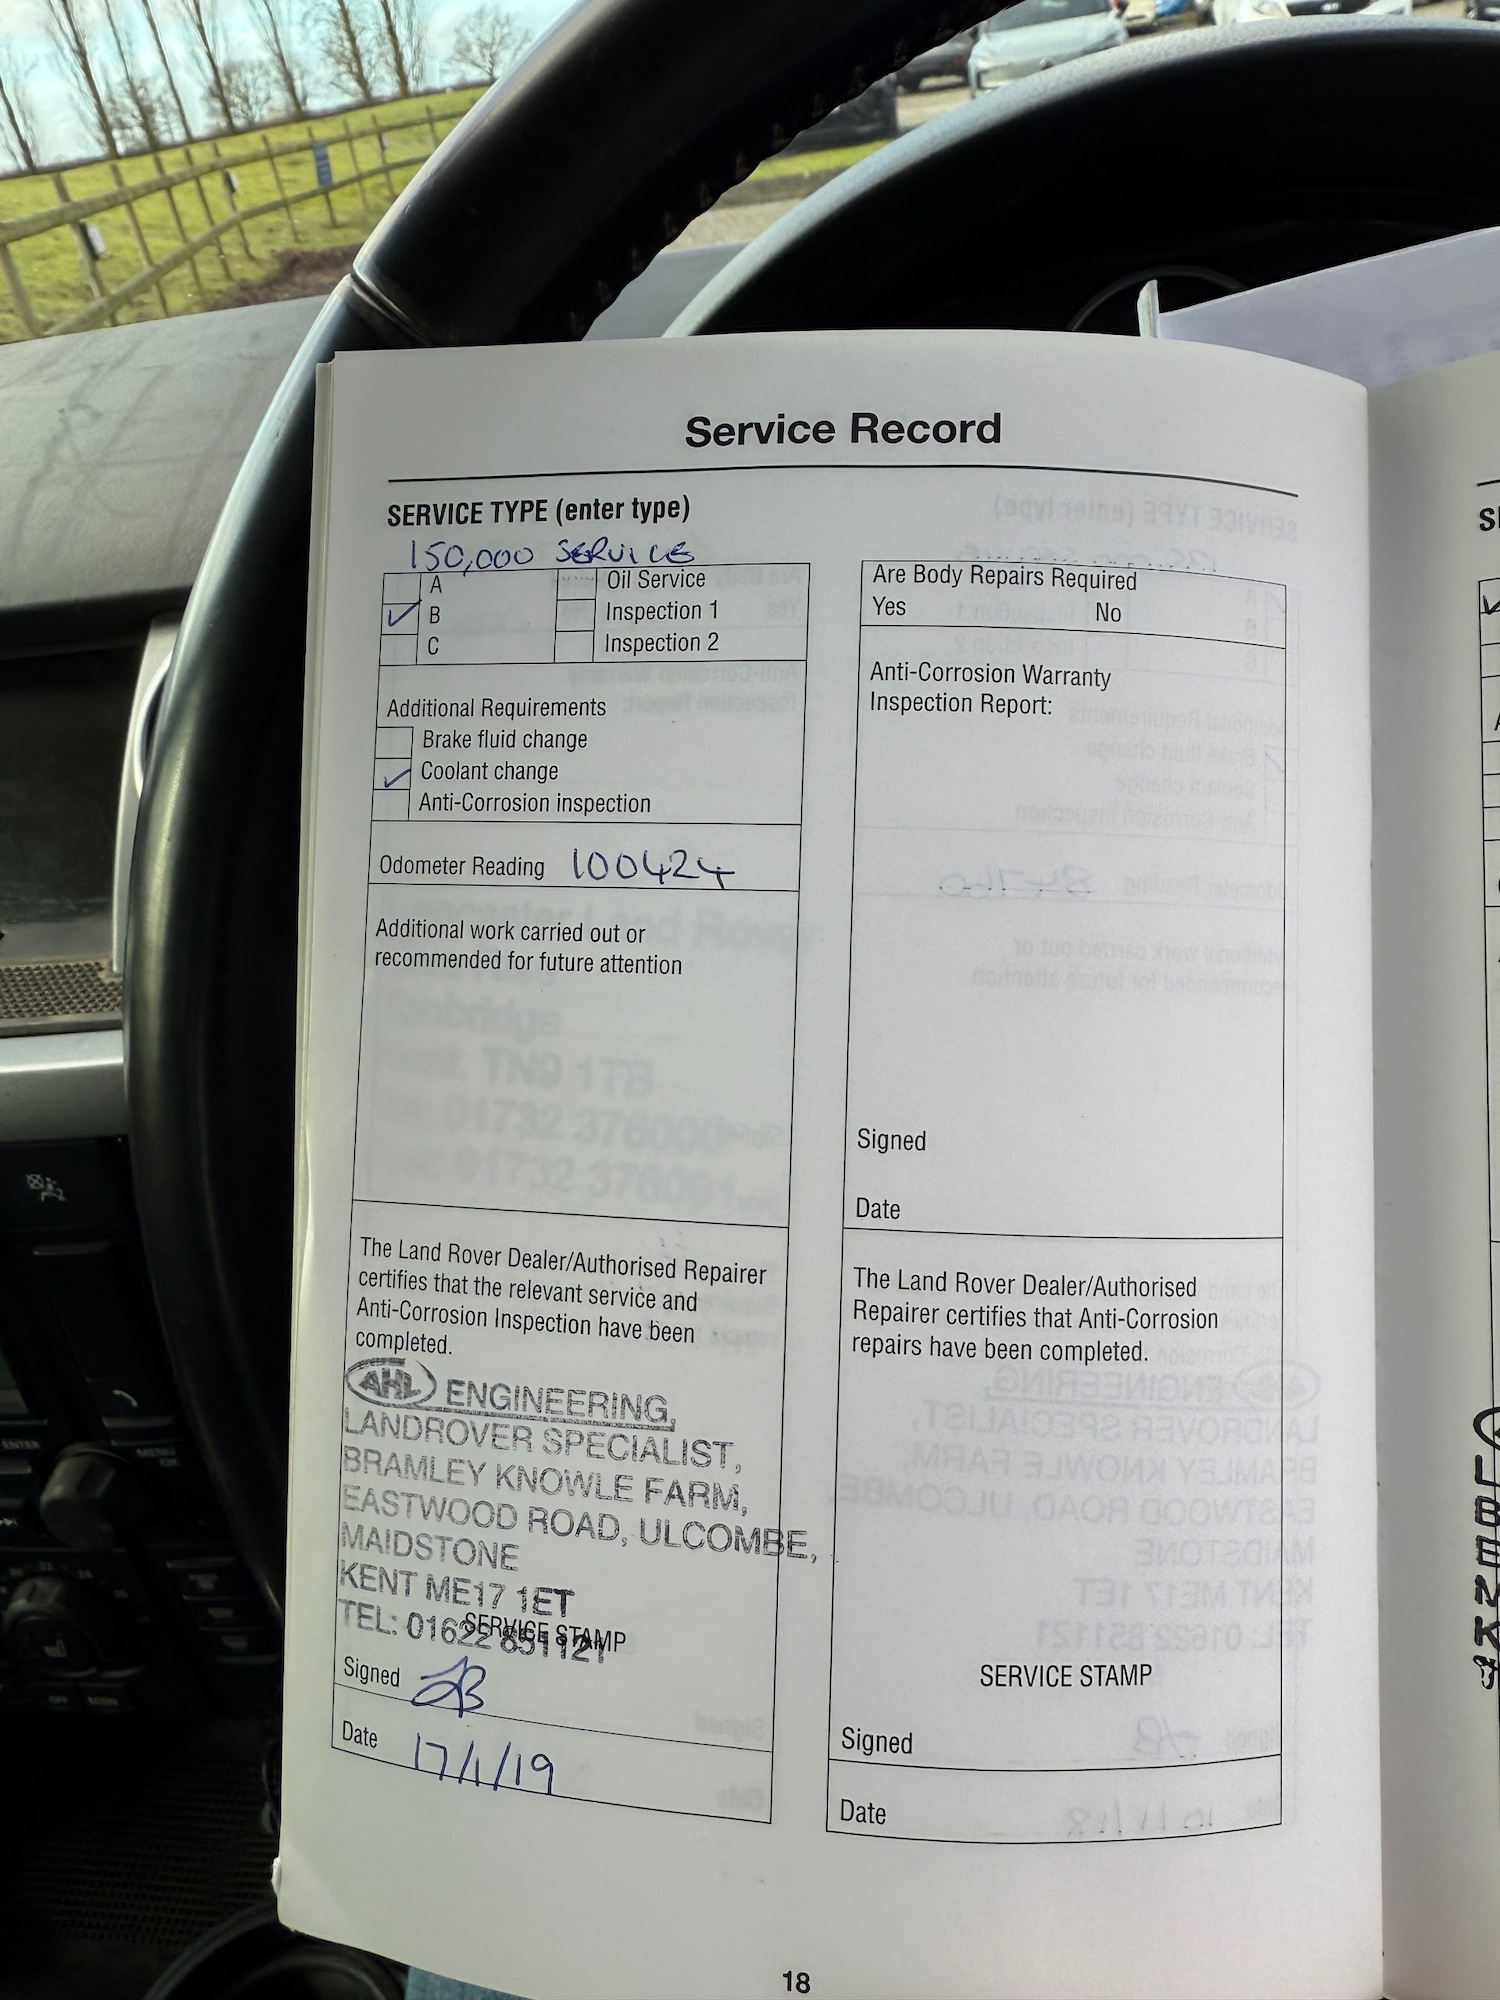 Service Record
SERVICE TYPE (enter type)
150,000 SERVICE
A
Oil Service
B
Inspection 1
C
Inspection 2
Additional Requirements
Brake fluid change
Coolant change
Anti-Corrosion inspection
Odometer Reading 100424
Additional work carried out or
recommended for future attention
The Land Rover Dealer/Authorised Repairer
certifies that the relevant service and
Anti-Corrosion Inspection have been
completed.
AHL ENGINEERING,
LANDROVER SPECIALIST,
BRAMLEY KNOWLE FARM,
EASTWOOD ROAD, ULCOMBE,
MAIDSTONE
KENT ME17 1ET
TEL: 01622 851121
SERVICE STAMP
Signed
Date 17/1/19
Are Body Repairs Required
Yes No
Anti-Corrosion Warranty
Inspection Report:
Signed
Date
The Land Rover Dealer/Authorised
Repairer certifies that Anti-Corrosion
repairs have been completed.
SERVICE STAMP
Signed
Date
18
ENTER
MENU